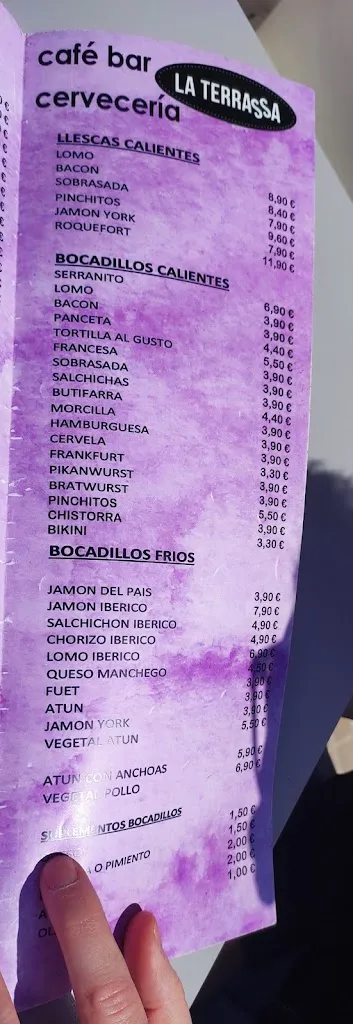 café bar
cervecería
LA TERRASSA
LLESCAS CALIENTES
LOMO 8,90 €
BACON 8,40 €
SOBRASADA 7,90 €
PINCHITOS 9,60 €
JAMON YORK 7,90 €
ROQUEFORT 11,90 €
BOCADILLOS CALIENTES
SERRANITO 6,90 €
LOMO 3,90 €
BACON 3,90 €
PANCETA 4,40 €
TORTILLA AL GUSTO 5,50 €
FRANCESA 3,90 €
SOBRASADA 3,90 €
SALCHICHAS 3,90 €
BUTIFARRA 4,40 €
MORCILLA 3,90 €
HAMBURGUESA 3,90 €
CERVELA 3,90 €
FRANKFURT 3,30 €
PIKANWURST 3,90 €
BRATWURST 3,90 €
PINCHITOS 5,50 €
CHISTORRA 3,90 €
BIKINI 3,30 €
BOCADILLOS FRIOS
JAMON DEL PAIS 3,90 €
JAMON IBERICO 7,90 €
SALCHICHON IBERICO 4,90 €
CHORIZO IBERICO 4,90 €
LOMO IBERICO 6,90 €
QUESO MANCHEGO 4,50 €
FUET 3,90 €
ATUN 3,90 €
JAMON YORK 3,90 €
VEGETAL ATUN 5,50 €
ATUN CON ANCHOAS 5,90 €
VEGETAL POLLO 6,90 €
SUPLEMENTOS BOCADILLOS
1,50 €
O PIMIENTO 1,50 €
2,00 €
2,00 €
1,00 €